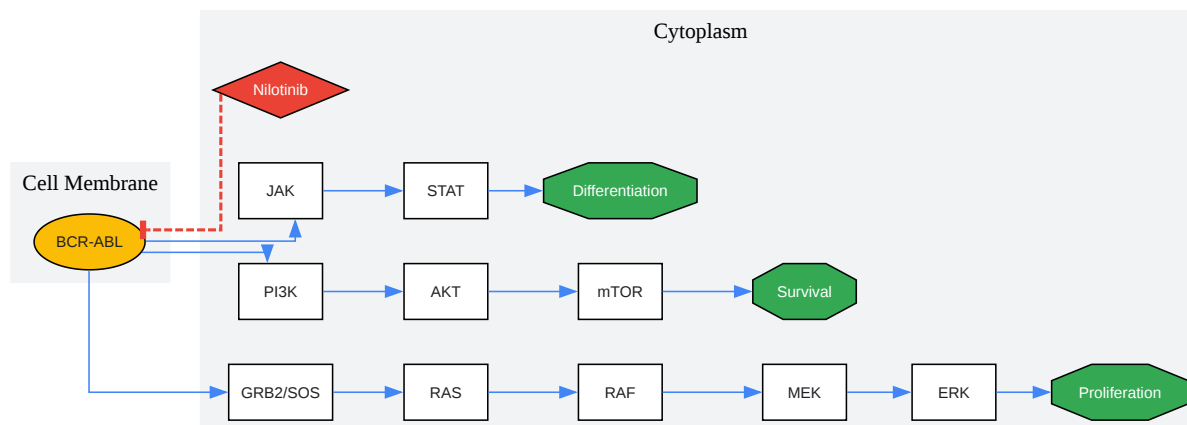 Cytoplasm
Nilotinib
Cell Membrane
JAK
STAT
Differentiation
BCR-ABL
PI3K
AKT
mTOR
Survival
GRB2/SOS
RAS
RAF
MEK
ERK
Proliferation